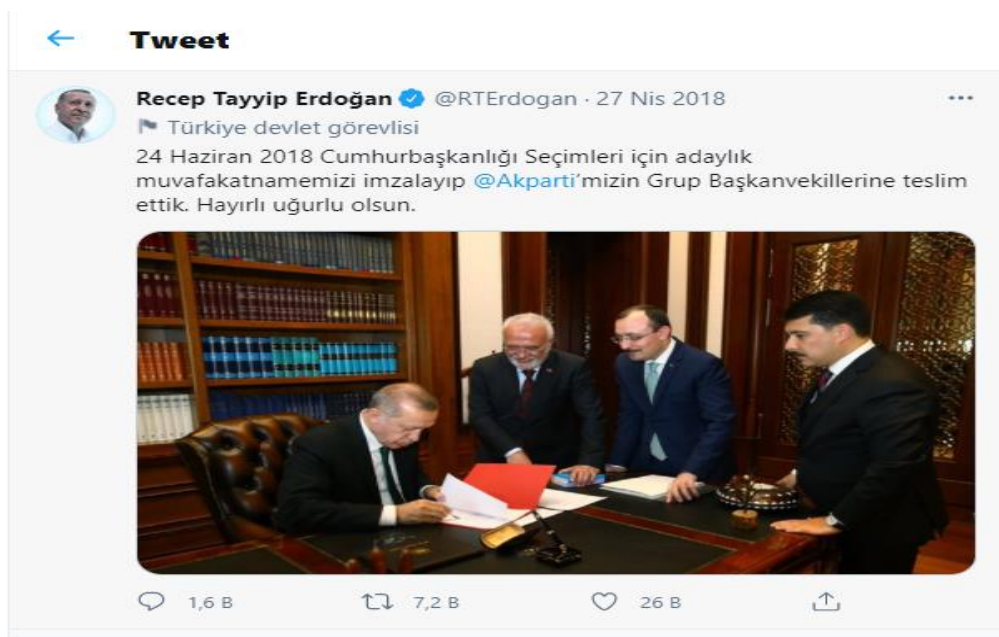 Tweet
Recep Tayyip Erdoğan @RTErdogan · 27 Nis 2018
Türkiye devlet görevlisi
24 Haziran 2018 Cumhurbaşkanlığı Seçimleri için adaylık
muvafakatnamemizi imzalayıp @Akparti’mizin Grup Başkanvekillerine teslim
ettik. Hayırlı uğurlu olsun.
1,6 B 7,2 B 26 B